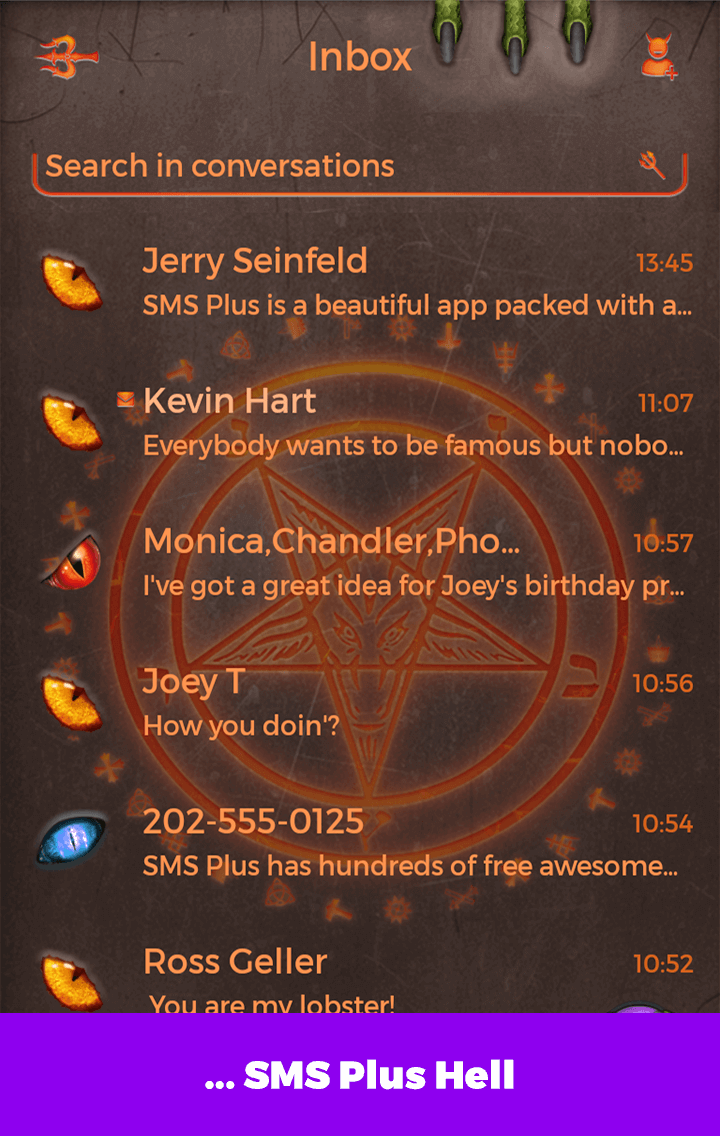 Inbox
Search in conversations
Jerry Seinfeld 13:45
SMS Plus is a beautiful app packed with a...
Kevin Hart 11:07
Everybody wants to be famous but nobo...
Monica,Chandler,Pho... 10:57
I've got a great idea for Joey's birthday pr...
Joey T 10:56
How you doin'?
202-555-0125 10:54
SMS Plus has hundreds of free awesome...
Ross Geller 10:52
You are my lobster!
... SMS Plus Hell